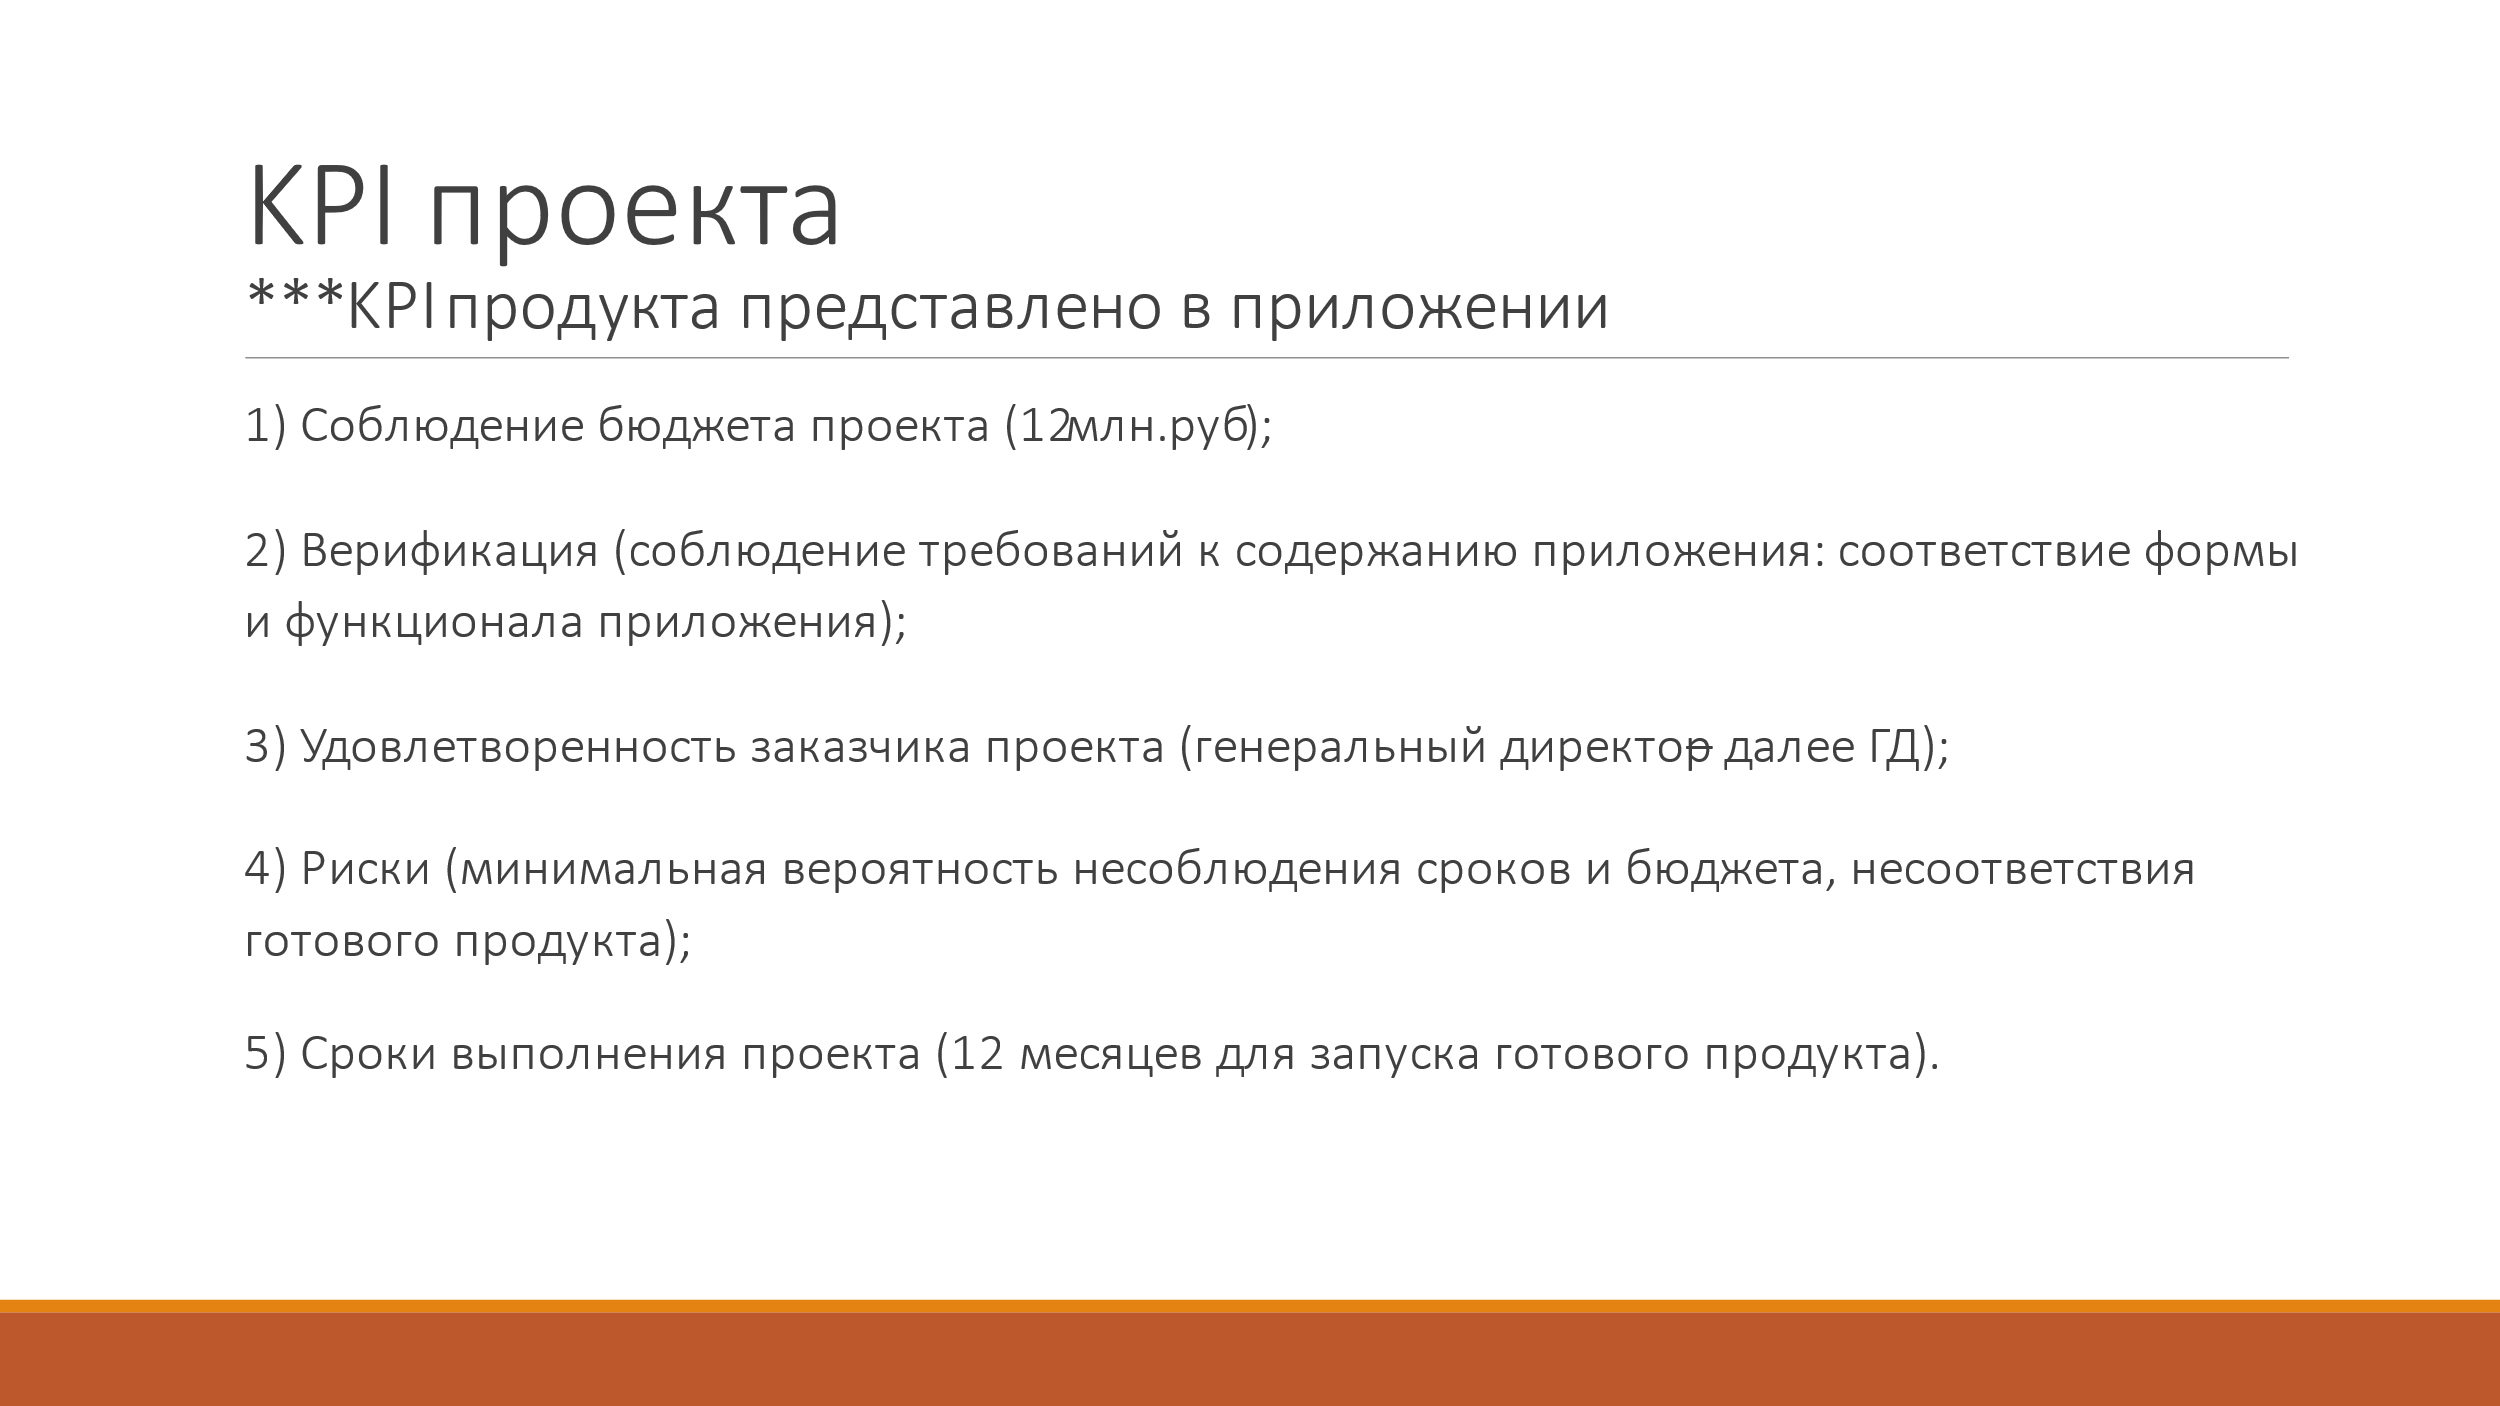 KPI проекта
***KPI продукта представлено в приложении
1) Соблюдение бюджета проекта (12млн.руб);
2) Верификация (соблюдение требований к содержанию приложения: соответствие формы
и функционала приложения);
3) Удовлетворенность заказчика проекта (генеральный директор– далее ГД);
4) Риски (минимальная вероятность несоблюдения сроков и бюджета, несоответствия
готового продукта);
5) Сроки выполнения проекта (12 месяцев для запуска готового продукта).